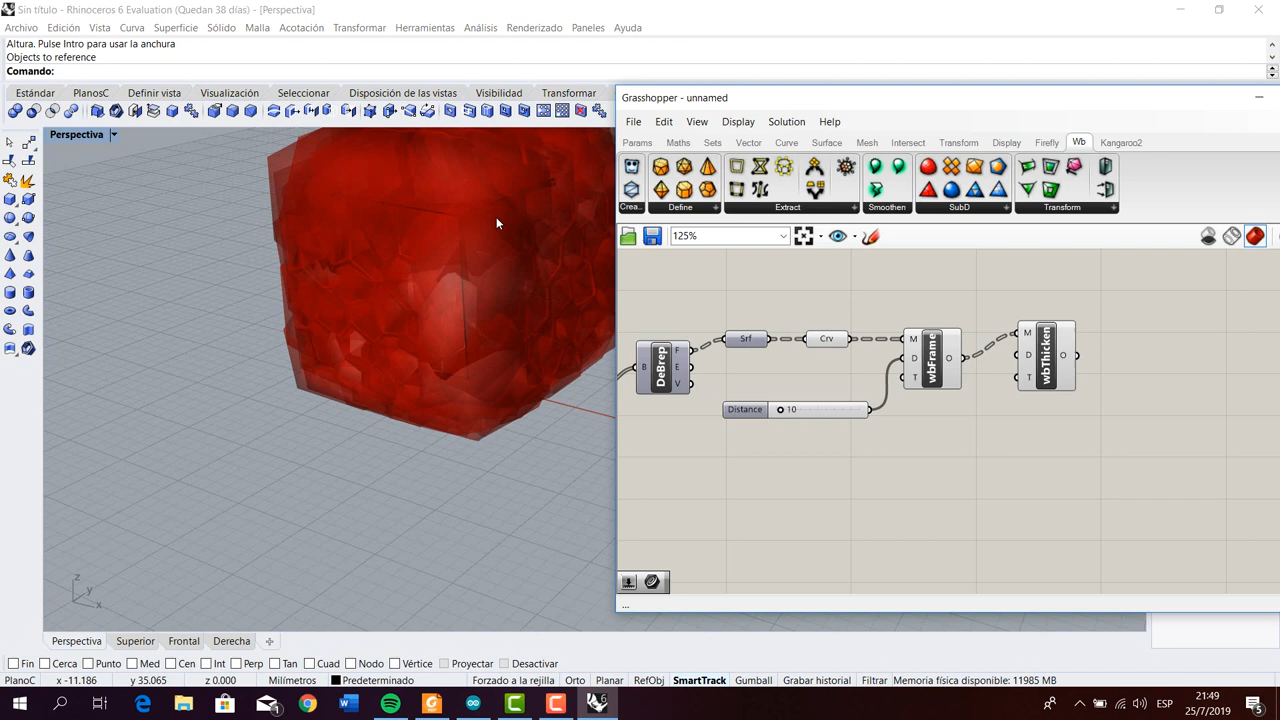 Sin título - Rhinoceros 6 Evaluation (Quedan 38 días) - [Perspectiva]
Archivo Edición Vista Curva Superficie Sólido Malla Acotación Transformar Herramientas Análisis Renderizado Paneles Ayuda
Altura. Pulse Intro para usar la anchura
Objects to reference
Comando:
Estándar PlanosC Definir vista Visualización Seleccionar Disposición de las vistas Visibilidad Transformar
Perspectiva
Grasshopper - unnamed
File Edit View Display Solution Help
Params Maths Sets Vector Curve Surface Mesh Intersect Transform Display Firefly Wb Kangaroo2
Crea... Define Extract Smoothen SubD Transform
125%
DeBrep B F E V
Srf
Crv
wbFrame M D T O
wbThicken M D T O
Distance 10
...
z
y
x
Perspectiva Superior Frontal Derecha
Fin Cerca Punto Med Cen Int Perp Tan Cuad Nodo Vértice Proyectar Desactivar
PlanoC x -11.186 y 35.065 z 0.000 Milímetros Predeterminado Forzado a la rejilla Orto Planar RefObj SmartTrack Gumball Grabar historial Filtrar Memoria física disponible: 11985 MB
ESP
21:49
25/7/2019